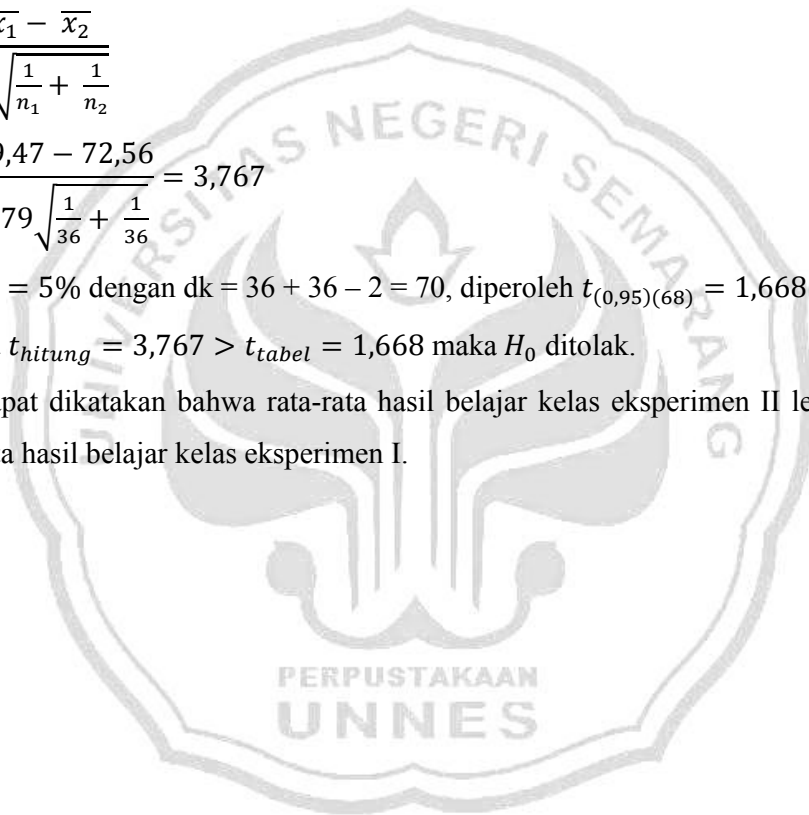 x̄₁ − x̄₂
√(1/n₁ + 1/n₂)
,47 − 72,56
79√(1/36 + 1/36) = 3,767
= 5% dengan dk = 36 + 36 – 2 = 70, diperoleh t(0,95)(68) = 1,668
t_hitung = 3,767 > t_tabel = 1,668 maka H₀ ditolak.
dikatakan bahwa rata-rata hasil belajar kelas eksperimen II
hasil belajar kelas eksperimen I.
UNIVERSITAS NEGERI SEMARANG
PERPUSTAKAAN
UNNES